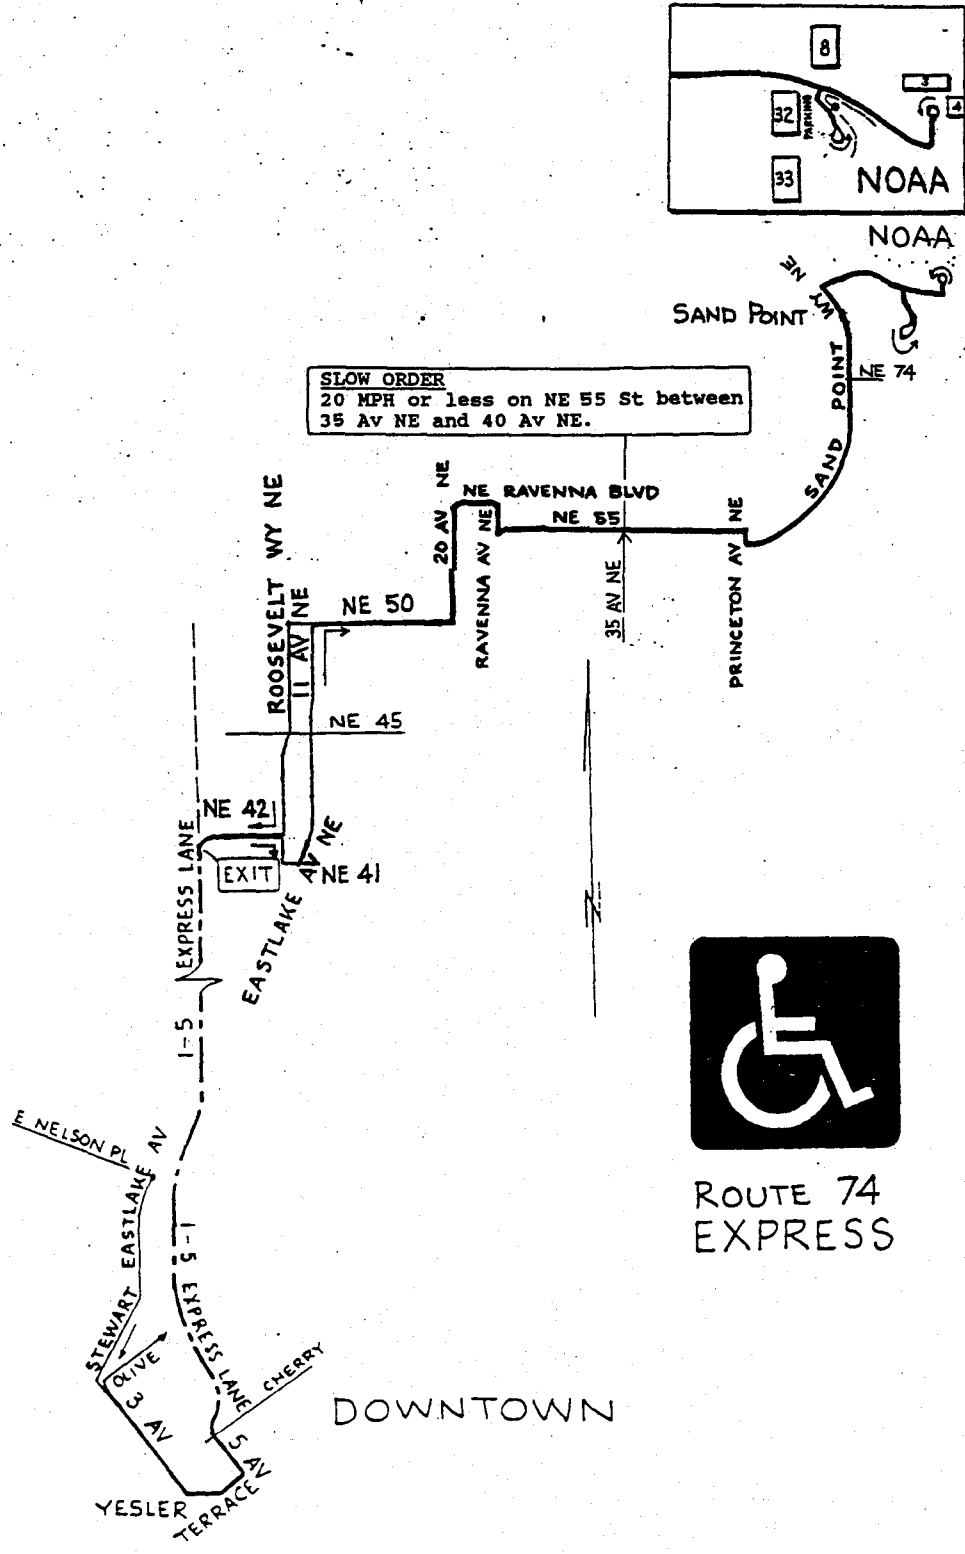 8
3
4
32
PARKING
33
NOAA
NOAA
NE
WY
SAND POINT
NE 74
SAND POINT
SLOW ORDER
20 MPH or less on NE 55 St between
35 Av NE and 40 Av NE.
NE RAVENNA BLVD
NE 55
20 AV NE
RAVENNA AV NE
35 AV NE
PRINCETON AV NE
ROOSEVELT WY NE
11 AV NE
NE 50
NE 45
NE 42
EXIT
NE 41
EASTLAKE NE
I-5 EXPRESS LANE
N
E NELSON PL
EASTLAKE AV
STEWART
I-5 EXPRESS LANE
OLIVE
3 AV
CHERRY
5 AV
YESLER
TERRACE
DOWNTOWN
ROUTE 74
EXPRESS